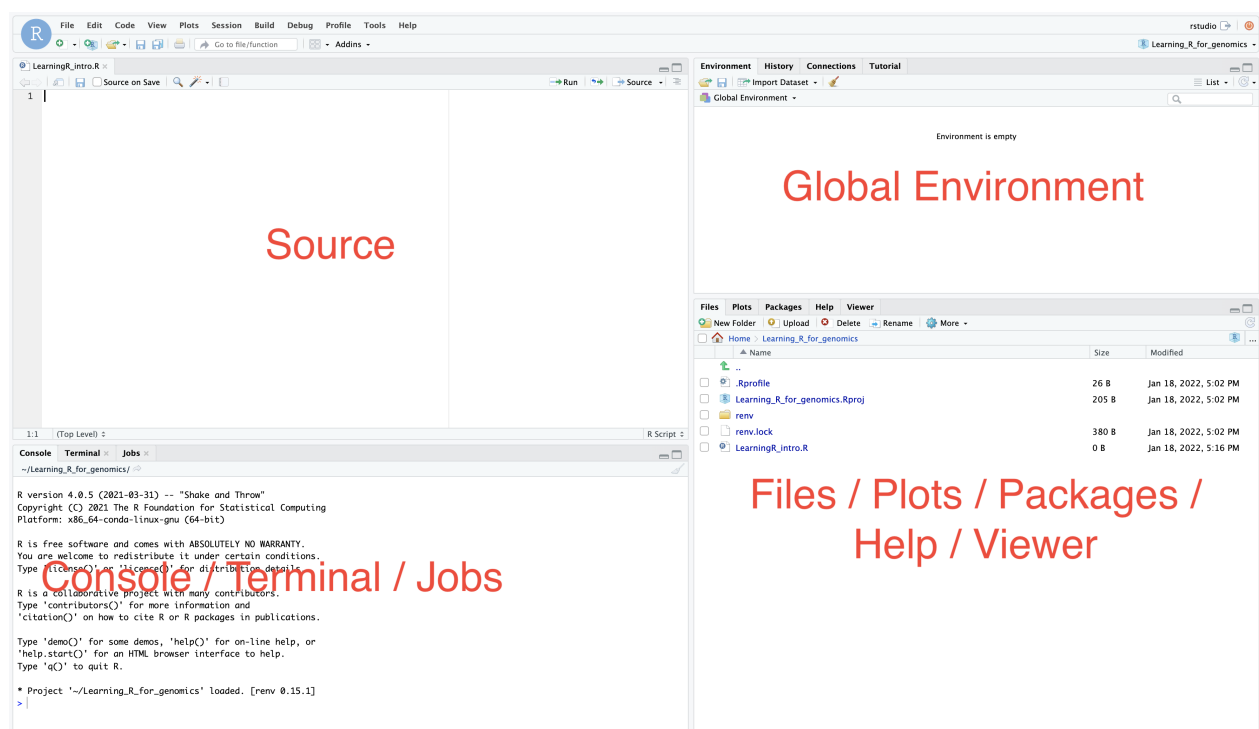 R
File Edit Code View Plots Session Build Debug Profile Tools Help
rstudio
Go to file/function Addins
Learning_R_for_genomics
LearningR_intro.R
Source on Save Run Source
1
Source
1:1 (Top Level) R Script
Environment History Connections Tutorial
Import Dataset List
Global Environment
Environment is empty
Global Environment
Console Terminal Jobs
~/Learning_R_for_genomics/
R version 4.0.5 (2021-03-31) -- "Shake and Throw"
Copyright (C) 2021 The R Foundation for Statistical Computing
Platform: x86_64-conda-linux-gnu (64-bit)
R is free software and comes with ABSOLUTELY NO WARRANTY.
You are welcome to redistribute it under certain conditions.
Type 'license()' or 'licence()' for distribution details.
R is a collaborative project with many contributors.
Type 'contributors()' for more information and
'citation()' on how to cite R or R packages in publications.
Type 'demo()' for some demos, 'help()' for on-line help, or
'help.start()' for an HTML browser interface to help.
Type 'q()' to quit R.
* Project '~/Learning_R_for_genomics' loaded. [renv 0.15.1]
>
Console / Terminal / Jobs
Files Plots Packages Help Viewer
New Folder Upload Delete Rename More
Home Learning_R_for_genomics ...
Name Size Modified
..
.Rprofile 26 B Jan 18, 2022, 5:02 PM
Learning_R_for_genomics.Rproj 205 B Jan 18, 2022, 5:02 PM
renv
renv.lock 380 B Jan 18, 2022, 5:02 PM
LearningR_intro.R 0 B Jan 18, 2022, 5:16 PM
Files / Plots / Packages /
Help / Viewer